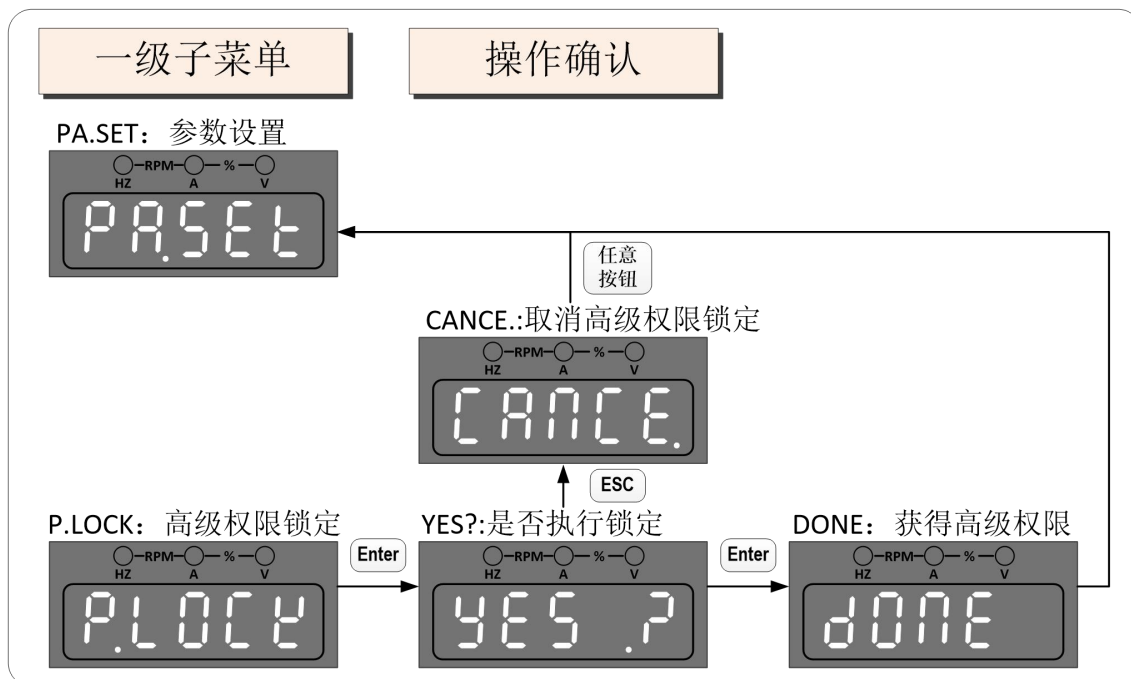 一级子菜单
操作确认
PA.SET：参数设置
RPM %
HZ A V
PA.SEt
任意
按钮
CANCE.:取消高级权限锁定
RPM %
HZ A V
CANCE.
ESC
P.LOCK：高级权限锁定
RPM %
HZ A V
P.LOCK
Enter
YES?:是否执行锁定
RPM %
HZ A V
YES .?
Enter
DONE：获得高级权限
RPM %
HZ A V
dONE